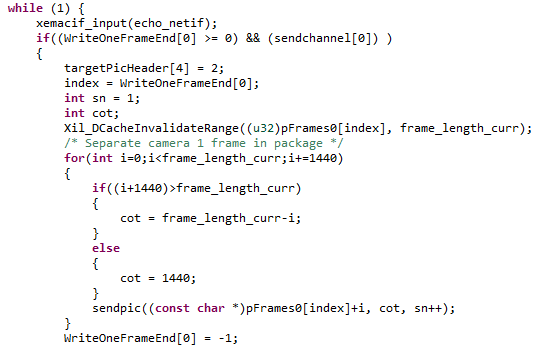 while (1) {
xemacif_input(echo_netif);
if((WriteOneFrameEnd[0] >= 0) && (sendchannel[0]) )
{
targetPicHeader[4] = 2;
index = WriteOneFrameEnd[0];
int sn = 1;
int cot;
Xil_DCacheInvalidateRange((u32)pFrames0[index], frame_length_curr);
/* Separate camera 1 frame in package */
for(int i=0;i<frame_length_curr;i+=1440)
{
if((i+1440)>frame_length_curr)
{
cot = frame_length_curr-i;
}
else
{
cot = 1440;
}
sendpic((const char *)pFrames0[index]+i, cot, sn++);
}
WriteOneFrameEnd[0] = -1;